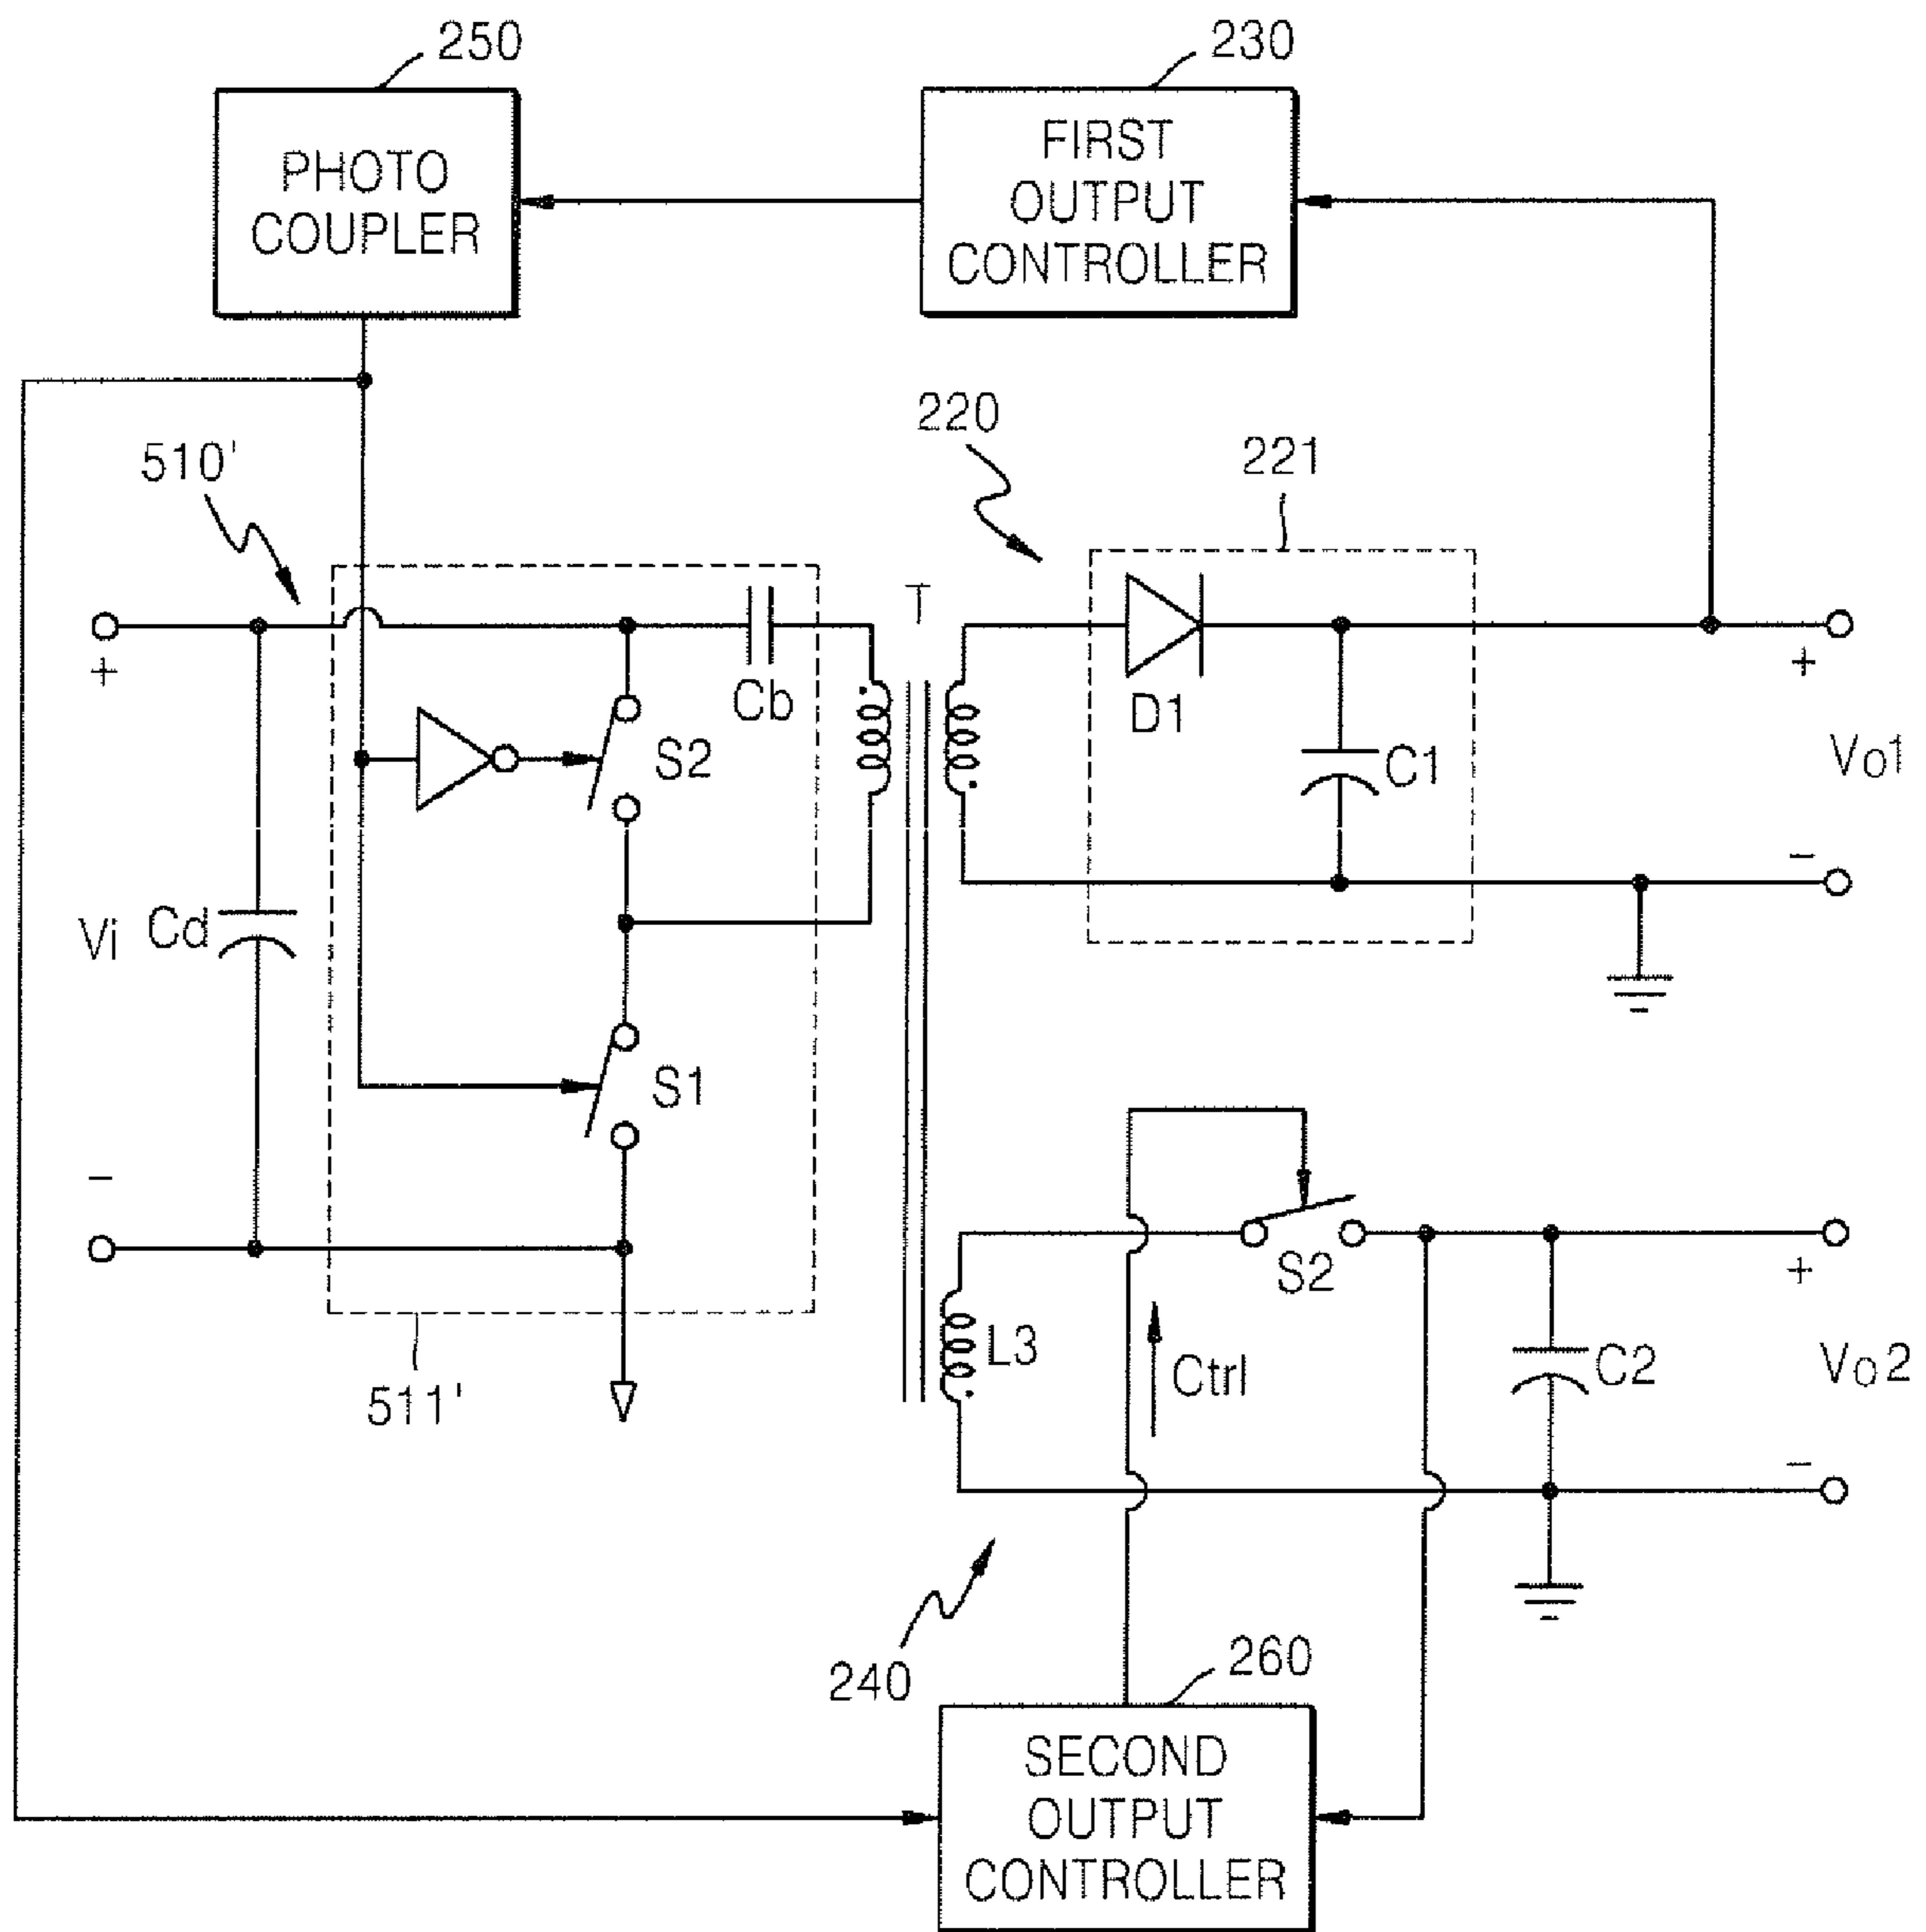 250
230
PHOTO
COUPLER
FIRST
OUTPUT
CONTROLLER
510'
220
221
T
+
Cb
S2
D1
C1
+
Vo1
-
Vi
Cd
S1
-
511'
L3
Ctrl
S2
+
C2
Vo2
-
240
260
SECOND
OUTPUT
CONTROLLER